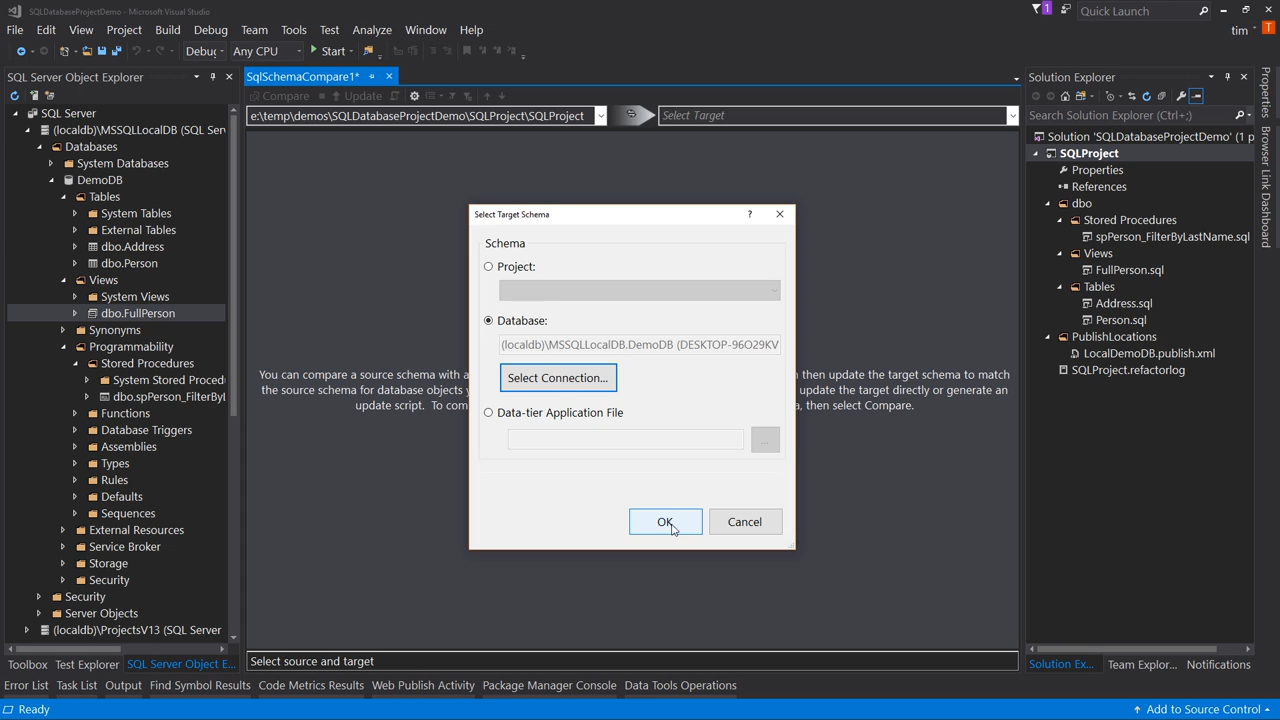 SQLDatabaseProjectDemo - Microsoft Visual Studio
1
Quick Launch
File Edit View Project Build Debug Team Tools Test Analyze Window Help
tim T
Debug Any CPU Start
SQL Server Object Explorer
SqlSchemaCompare1*
Solution Explorer
Compare Update
SQL Server
(localdb)\MSSQLLocalDB (SQL Serv
Databases
System Databases
DemoDB
Tables
System Tables
External Tables
dbo.Address
dbo.Person
Views
System Views
dbo.FullPerson
Synonyms
Programmability
Stored Procedures
System Stored Proced
dbo.spPerson_FilterByl
Functions
Database Triggers
Assemblies
Types
Rules
Defaults
Sequences
External Resources
Service Broker
Storage
Security
Security
Server Objects
(localdb)\ProjectsV13 (SQL Server
Toolbox Test Explorer SQL Server Object E...
e:\temp\demos\SQLDatabaseProjectDemo\SQLProject\SQLProject
Select Target
You can compare a source schema with a
then update the target schema to match
the source schema for database objects y
update the target directly or generate an
update script. To com
, then select Compare.
Select Target Schema
?
Schema
Project:
Database:
(localdb)\MSSQLLocalDB.DemoDB (DESKTOP-96O29KV
Select Connection...
Data-tier Application File
...
OK Cancel
Select source and target
Search Solution Explorer (Ctrl+;)
Solution 'SQLDatabaseProjectDemo' (1 p
SQLProject
Properties
References
dbo
Stored Procedures
spPerson_FilterByLastName.sql
Views
FullPerson.sql
Tables
Address.sql
Person.sql
PublishLocations
LocalDemoDB.publish.xml
SQLProject.refactorlog
Solution Ex... Team Explor... Notifications
Properties
Browser Link Dashboard
Error List Task List Output Find Symbol Results Code Metrics Results Web Publish Activity Package Manager Console Data Tools Operations
Ready
Add to Source Control